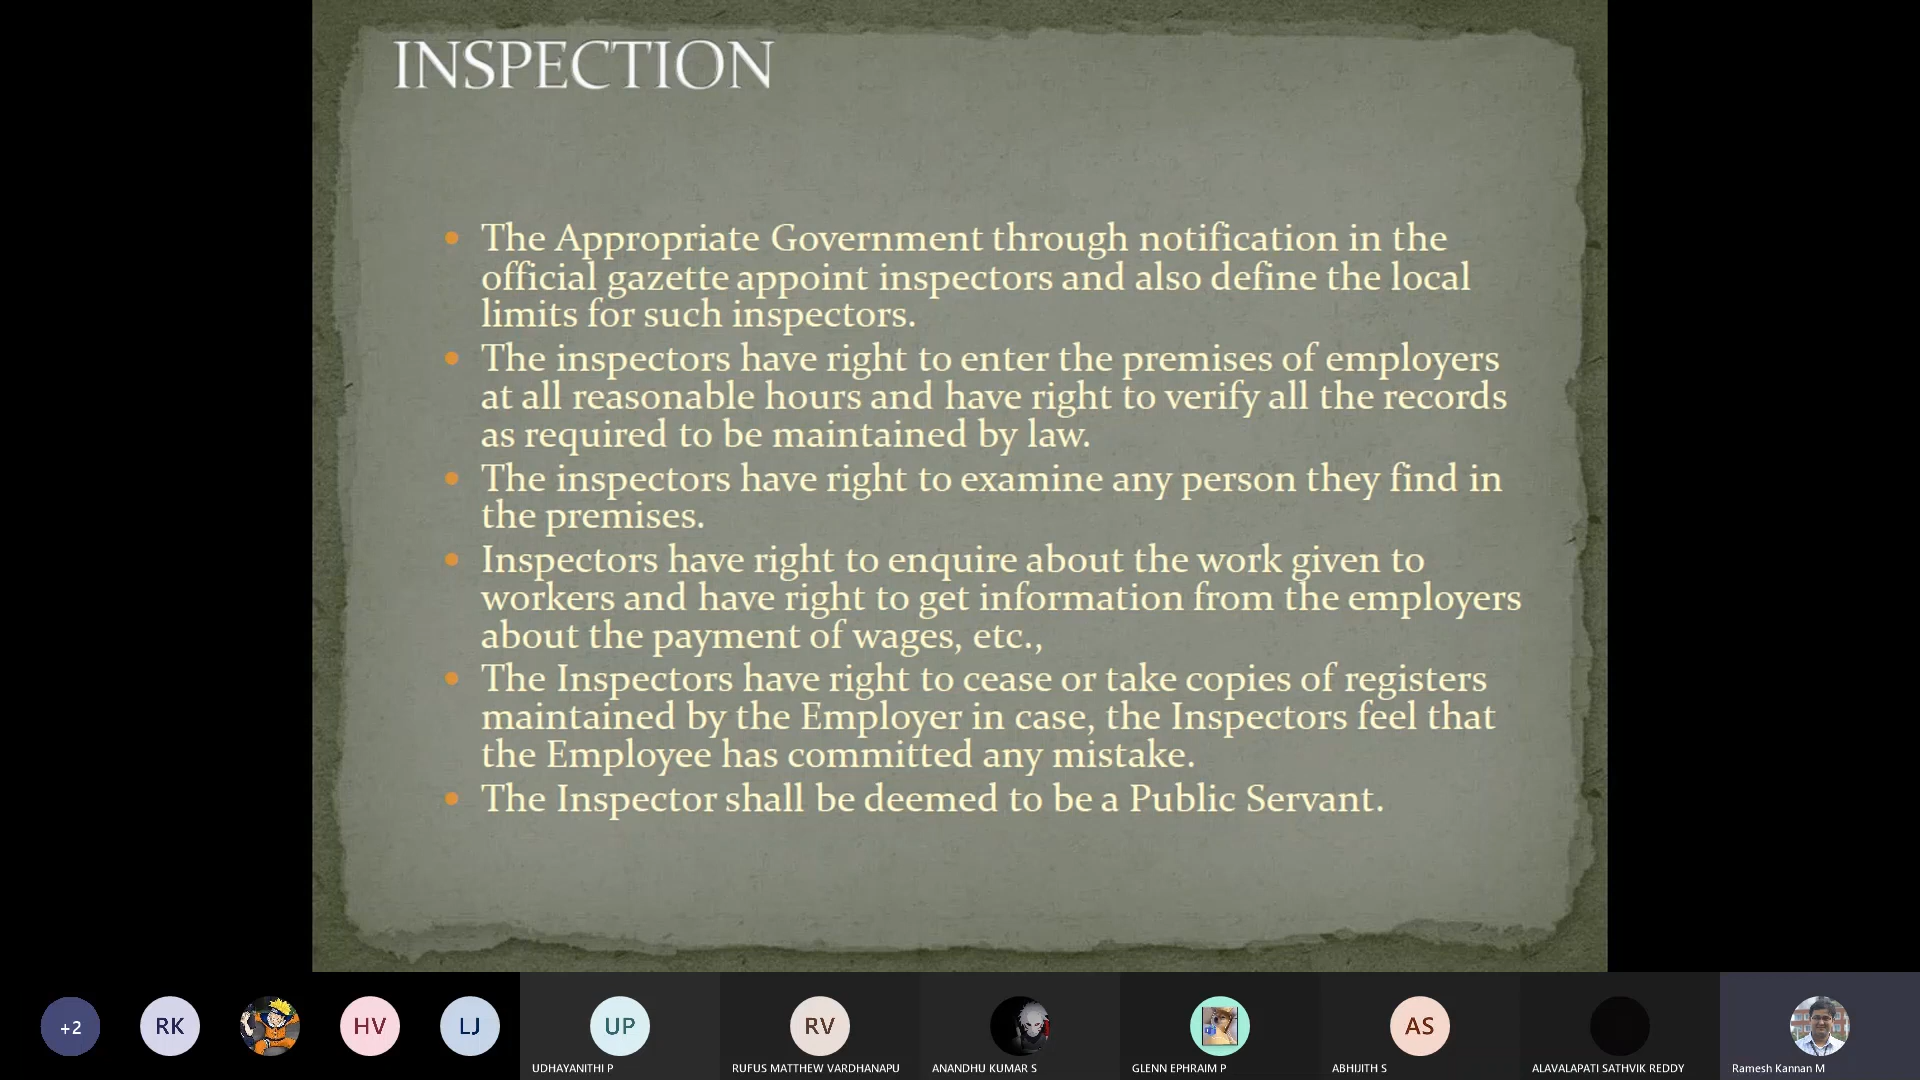 INSPECTION
The Appropriate Government through notification in the
official gazette appoint inspectors and also define the local
limits for such inspectors.
The inspectors have right to enter the premises of employers
at all reasonable hours and have right to verify all the records
as required to be maintained by law.
The inspectors have right to examine any person they find in
the premises.
Inspectors have right to enquire about the work given to
workers and have right to get information from the employers
about the payment of wages, etc.,
The Inspectors have right to cease or take copies of registers
maintained by the Employer in case, the Inspectors feel that
the Employee has committed any mistake.
The Inspector shall be deemed to be a Public Servant.
+2
RK
HV
LJ
UP
RV
AS
UDHAYANITHI P
RUFUS MATTHEW VARDHANAPU
ANANDHU KUMAR S
GLENN EPHRAIM P
ABHIJITH S
ALAVALAPATI SATHVIK REDDY
Ramesh Kannan M